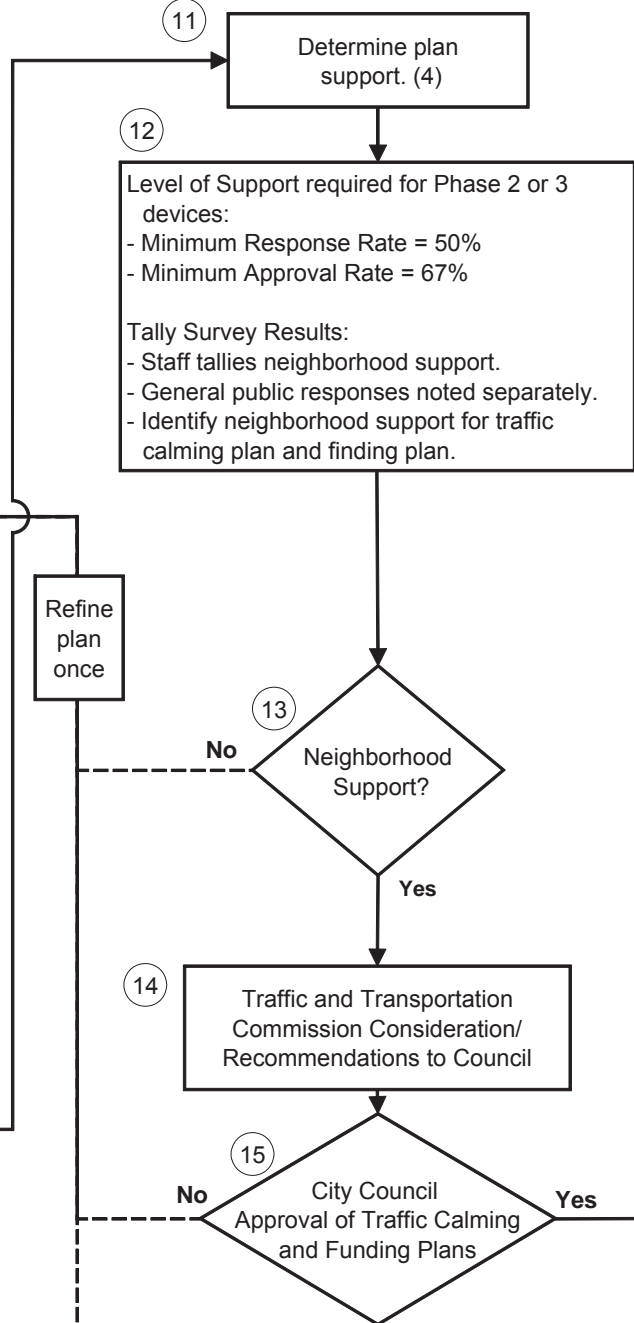 11
Determine plan
support. (4)
12
Level of Support required for Phase 2 or 3
devices:
- Minimum Response Rate = 50%
- Minimum Approval Rate = 67%
Tally Survey Results:
- Staff tallies neighborhood support.
- General public responses noted separately.
- Identify neighborhood support for traffic
calming plan and finding plan.
Refine
plan
once
13
No
Neighborhood
Support?
Yes
14
Traffic and Transportation
Commission Consideration/
Recommendations to Council
15
No
City Council
Approval of Traffic Calming
and Funding Plans
Yes